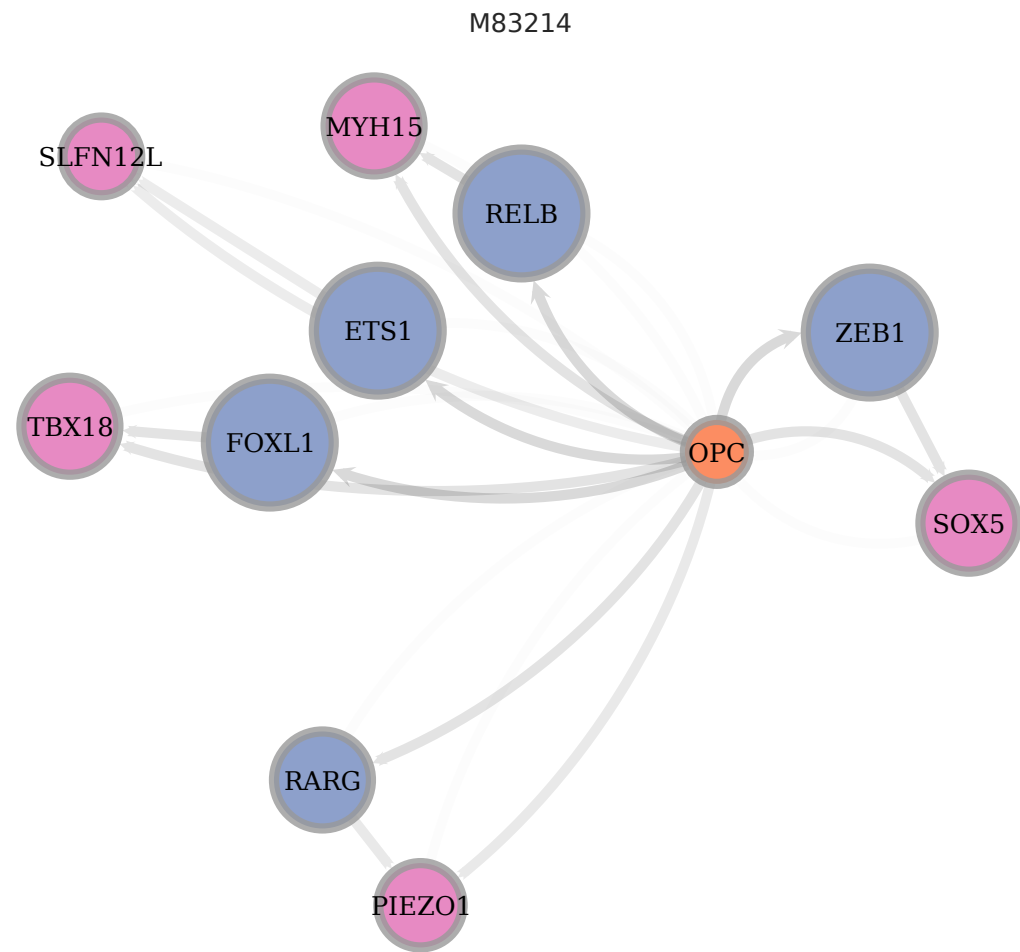 M83214
MYH15
SLFN12L
RELB
ETS1
ZEB1
TBX18
FOXL1
OPC
SOX5
RARG
PIEZO1